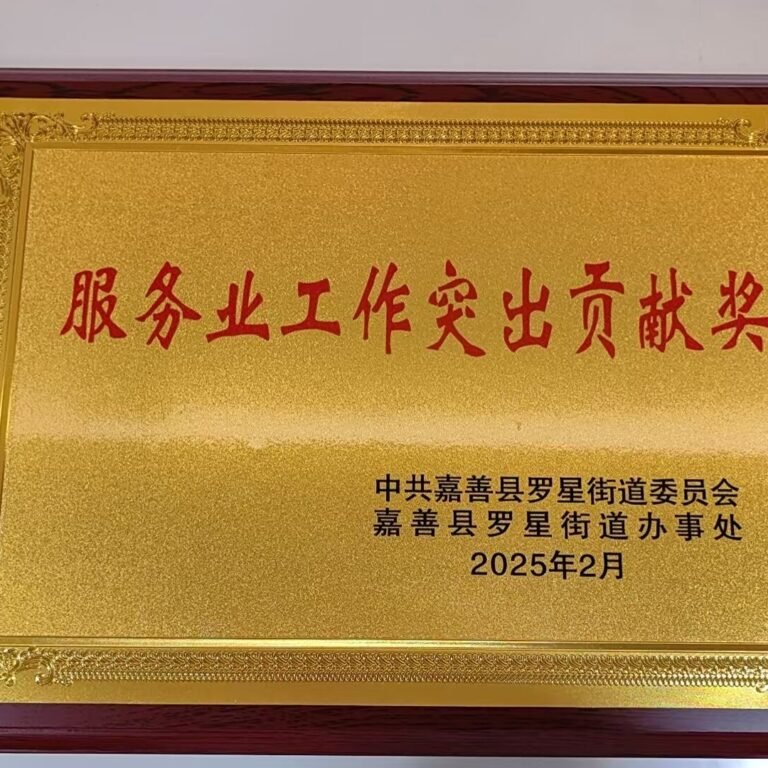 服务业工作突出贡献奖
中共嘉善县罗星街道委员会
嘉善县罗星街道办事处
2025年2月